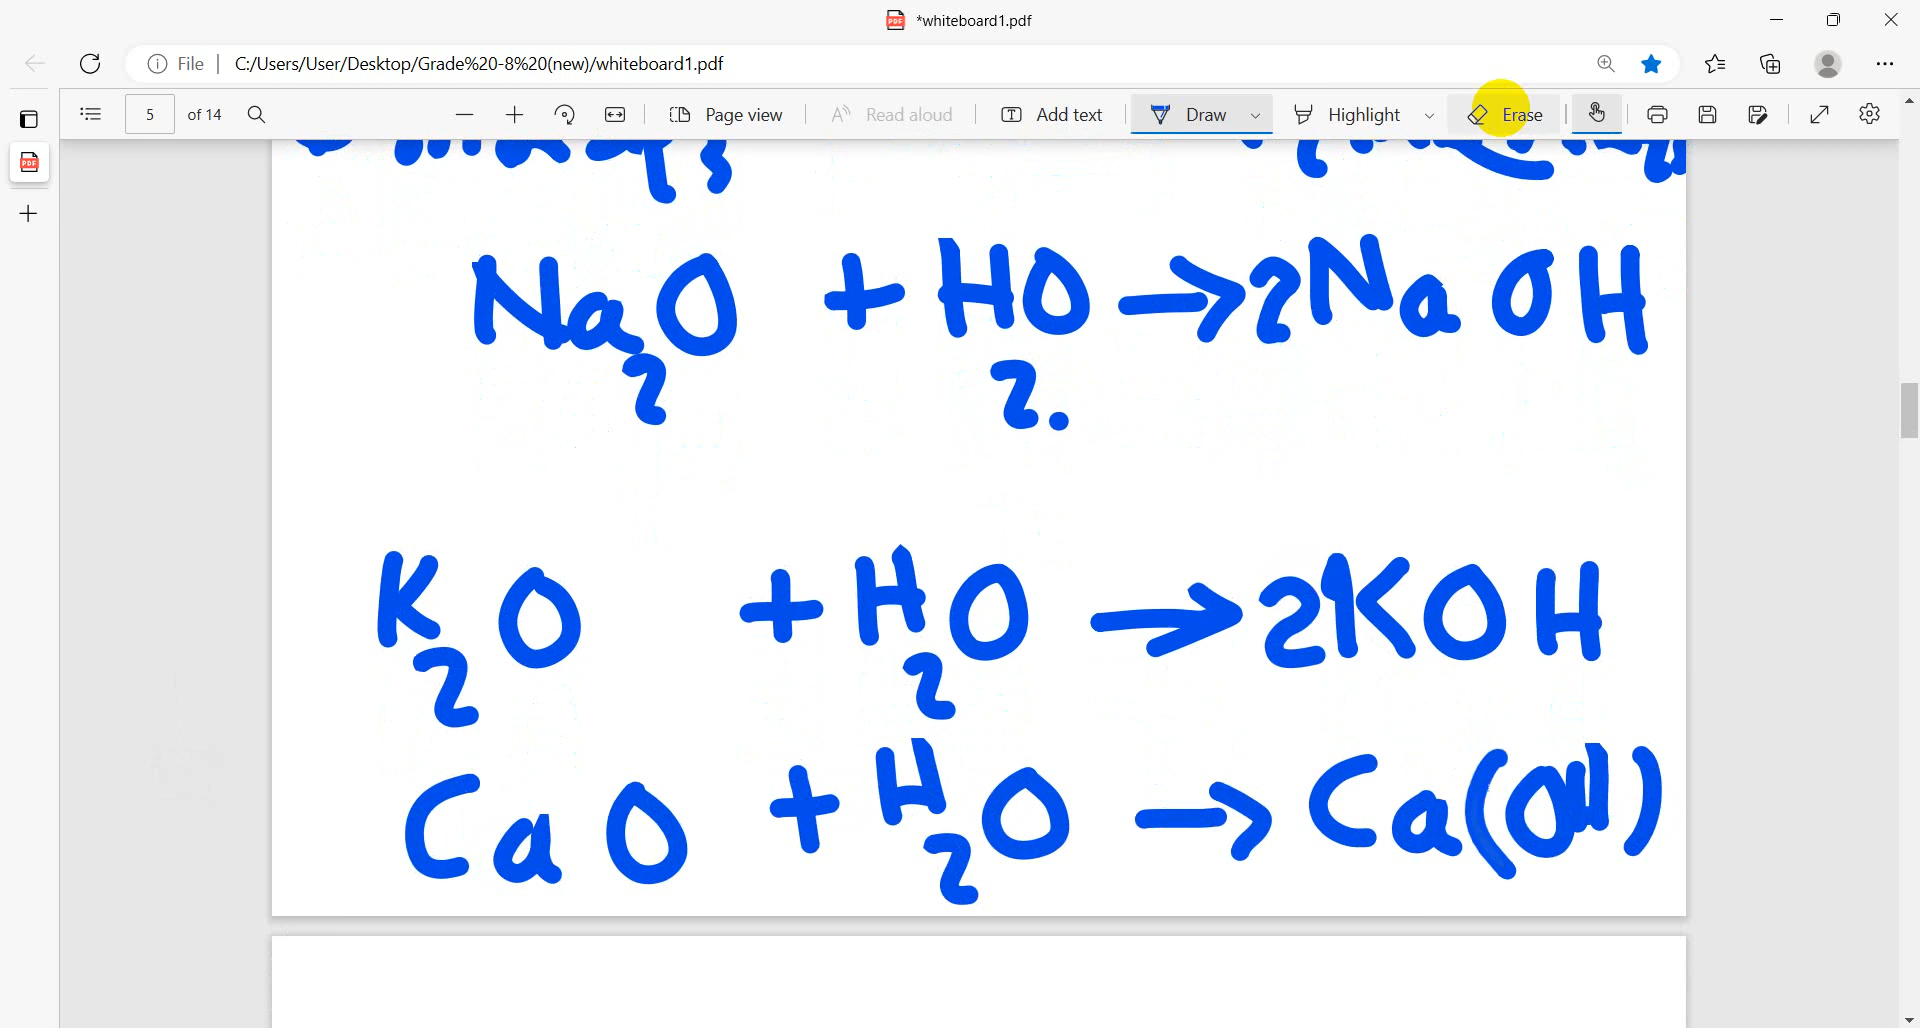 *whiteboard1.pdf
File | C:/Users/User/Desktop/Grade%20-8%20(new)/whiteboard1.pdf
5 of 14 Page view Read aloud Add text Draw Highlight Erase
Na₂O + H₂O → 2NaOH
K₂O + H₂O → 2KOH
CaO + H₂O → Ca(OH)